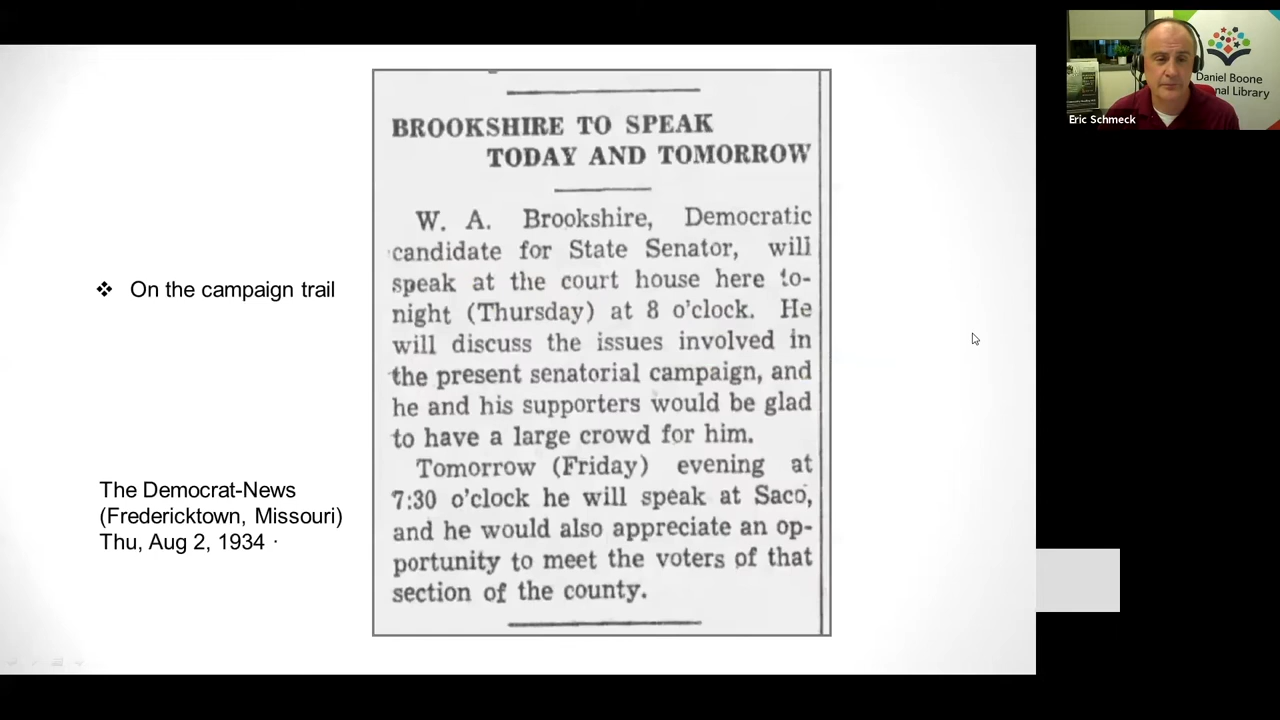 BROOKSHIRE TO SPEAK
TODAY AND TOMORROW
W. A. Brookshire, Democratic
candidate for State Senator, will
speak at the court house here to-
night (Thursday) at 8 o'clock. He
will discuss the issues involved in
the present senatorial campaign, and
he and his supporters would be glad
to have a large crowd for him.
Tomorrow (Friday) evening at
7:30 o'clock he will speak at Saco,
and he would also appreciate an op-
portunity to meet the voters of that
section of the county.
❖ On the campaign trail
The Democrat-News
(Fredericktown, Missouri)
Thu, Aug 2, 1934 ·
Daniel Boone
onal Library
Eric Schmeck